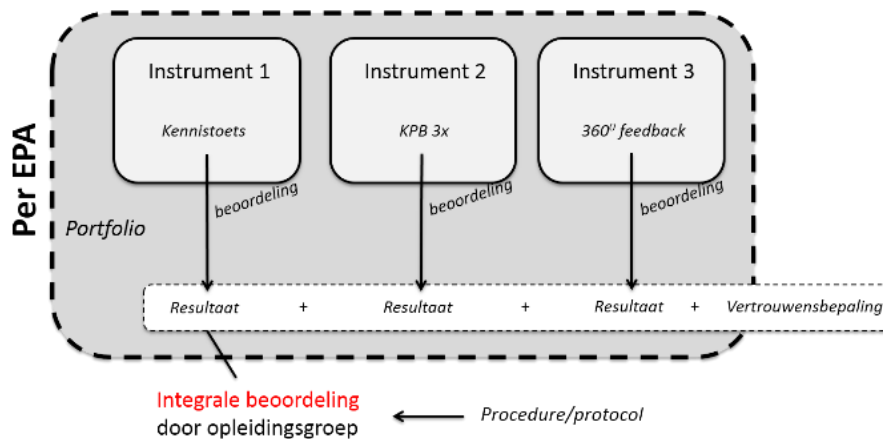 Per EPA
Instrument 1
Kennistoets
Instrument 2
KPB 3x
Instrument 3
360° feedback
beoordeling
beoordeling
beoordeling
Portfolio
Resultaat + Resultaat + Resultaat + Vertrouwensbepaling
Integrale beoordeling
door opleidingsgroep
Procedure/protocol